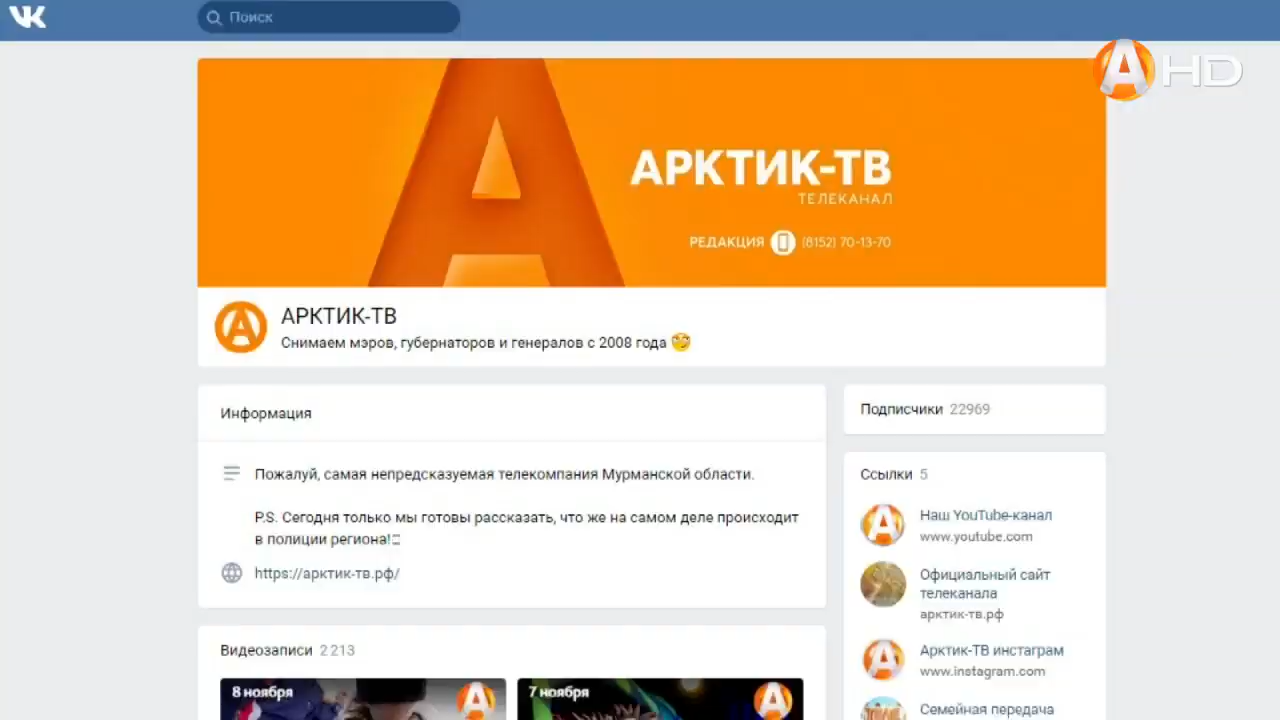 Поиск
HD
АРКТИК-ТВ
ТЕЛЕКАНАЛ
РЕДАКЦИЯ (8152) 70-13-70
АРКТИК-ТВ
Снимаем мэров, губернаторов и генералов с 2008 года
Информация
Пожалуй, самая непредсказуемая телекомпания Мурманской области.
P.S. Сегодня только мы готовы рассказать, что же на самом деле происходит
в полиции региона!
https://арктик-тв.рф/
Видеозаписи 2 213
8 ноября
7 ноября
Подписчики 22969
Ссылки 5
Наш YouTube-канал
www.youtube.com
Официальный сайт
телеканала
арктик-тв.рф
Арктик-ТВ инстаграм
www.instagram.com
Семейная передача